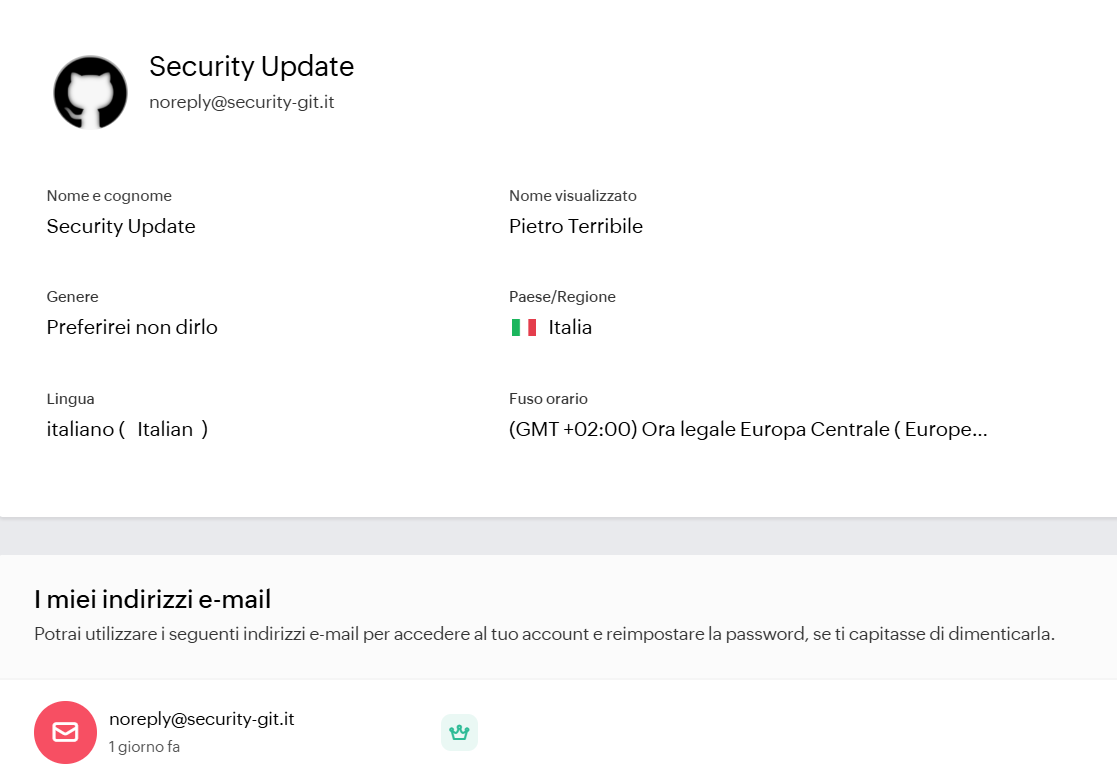 Security Update
noreply@security-git.it
Nome e cognome
Security Update
Nome visualizzato
Pietro Terribile
Genere
Preferirei non dirlo
Paese/Regione
Italia
Lingua
italiano ( Italian )
Fuso orario
(GMT +02:00) Ora legale Europa Centrale ( Europe...
I miei indirizzi e-mail
Potrai utilizzare i seguenti indirizzi e-mail per accedere al tuo account e reimpostare la password, se ti capitasse di dimenticarla.
noreply@security-git.it
1 giorno fa